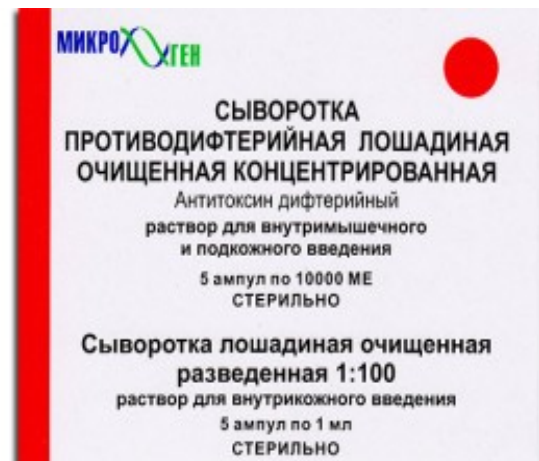 МИКРОГЕН
СЫВОРОТКА
ПРОТИВОДИФТЕРИЙНАЯ ЛОШАДИНАЯ
ОЧИЩЕННАЯ КОНЦЕНТРИРОВАННАЯ
Антитоксин дифтерийный
раствор для внутримышечного
и подкожного введения
5 ампул по 10000 МЕ
СТЕРИЛЬНО
Сыворотка лошадиная очищенная
разведенная 1:100
раствор для внутрикожного введения
5 ампул по 1 мл
СТЕРИЛЬНО